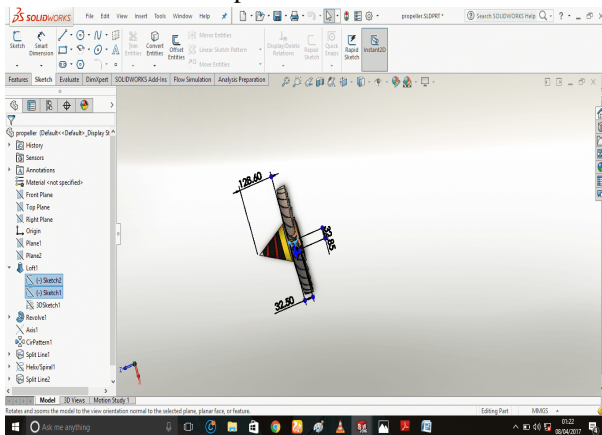 SOLIDWORKS File Edit View Insert Tools Window Help propeller.SLDPRT * Search SOLIDWORKS Help
Sketch Smart Dimension Trim Entities Convert Entities Offset Entities Mirror Entities Linear Sketch Pattern Move Entities Display/Delete Relations Repair Sketch Quick Snaps Rapid Sketch Instant2D
Features Sketch Evaluate DimXpert SOLIDWORKS Add-Ins Flow Simulation Analysis Preparation
propeller (Default<<Default>_Display St
History
Sensors
Annotations
Material <not specified>
Front Plane
Top Plane
Right Plane
Origin
Plane1
Plane2
Loft1
(-) Sketch2
(-) Sketch1
3DSketch1
Revolve1
Axis1
CirPattern1
Split Line1
Helix/Spiral1
Split Line2
128.60
32.85
32.50
Model 3D Views Motion Study 1
Rotates and zooms the model to the view orientation normal to the selected plane, planar face, or feature. Editing Part MMGS
Ask me anything
01:22
08/04/2017